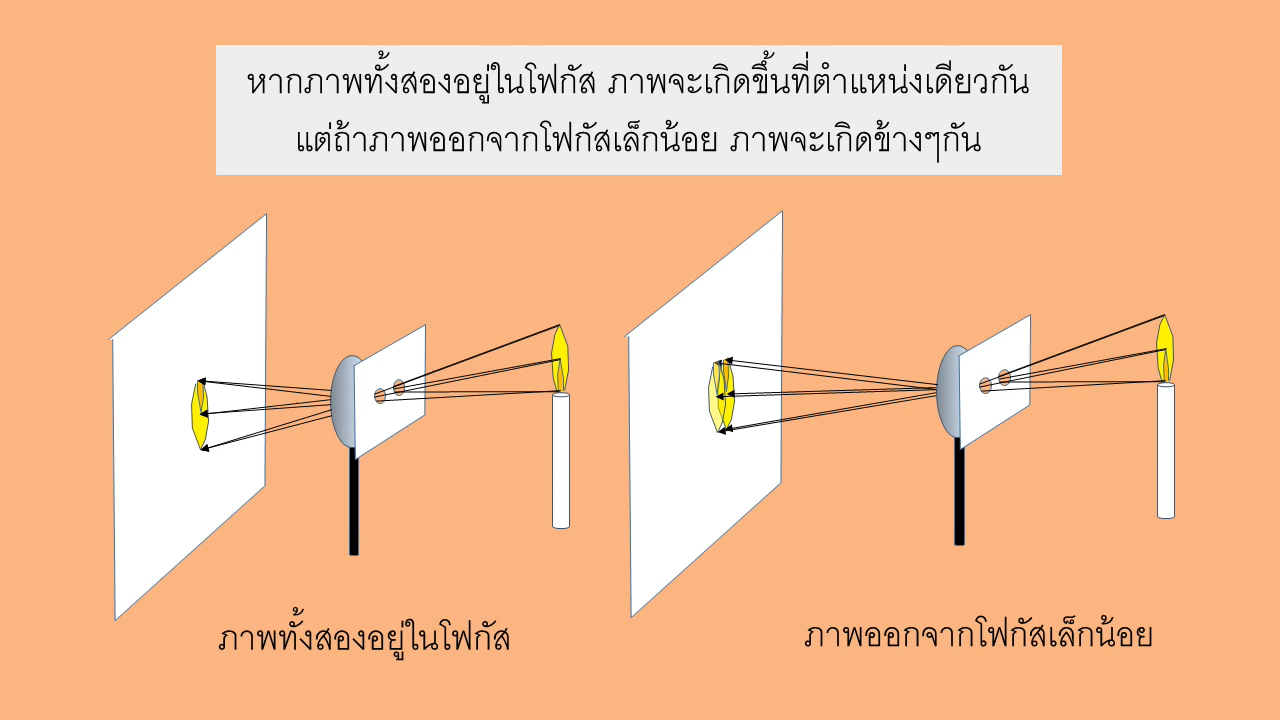 หากภาพทั้งสองอยู่ในโฟกัส ภาพจะเกิดขึ้นที่ตำแหน่งเดียวกัน
แต่ถ้าภาพออกจากโฟกัสเล็กน้อย ภาพจะเกิดข้างๆกัน
ภาพทั้งสองอยู่ในโฟกัส
ภาพออกจากโฟกัสเล็กน้อย